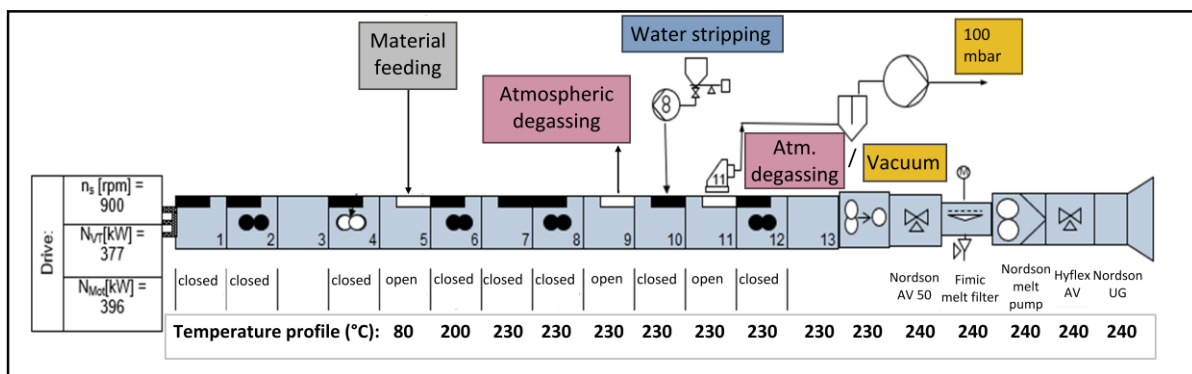 Material
feeding
Water stripping
100
mbar
Atmospheric
degassing
8
Atm.
degassing
/
Vacuum
11
M
Drive:
n_s [rpm] =
900
N_VT[kW] =
377
N_Mot[kW] =
396
1 2 3 4 5 6 7 8 9 10 11 12 13
closed closed closed open closed closed closed open closed open closed
Nordson
AV 50
Fimic
melt filter
Nordson
melt
pump
Hyflex
AV
Nordson
UG
Temperature profile (°C): 80 200 230 230 230 230 230 230 230 230 240 240 240 240 240